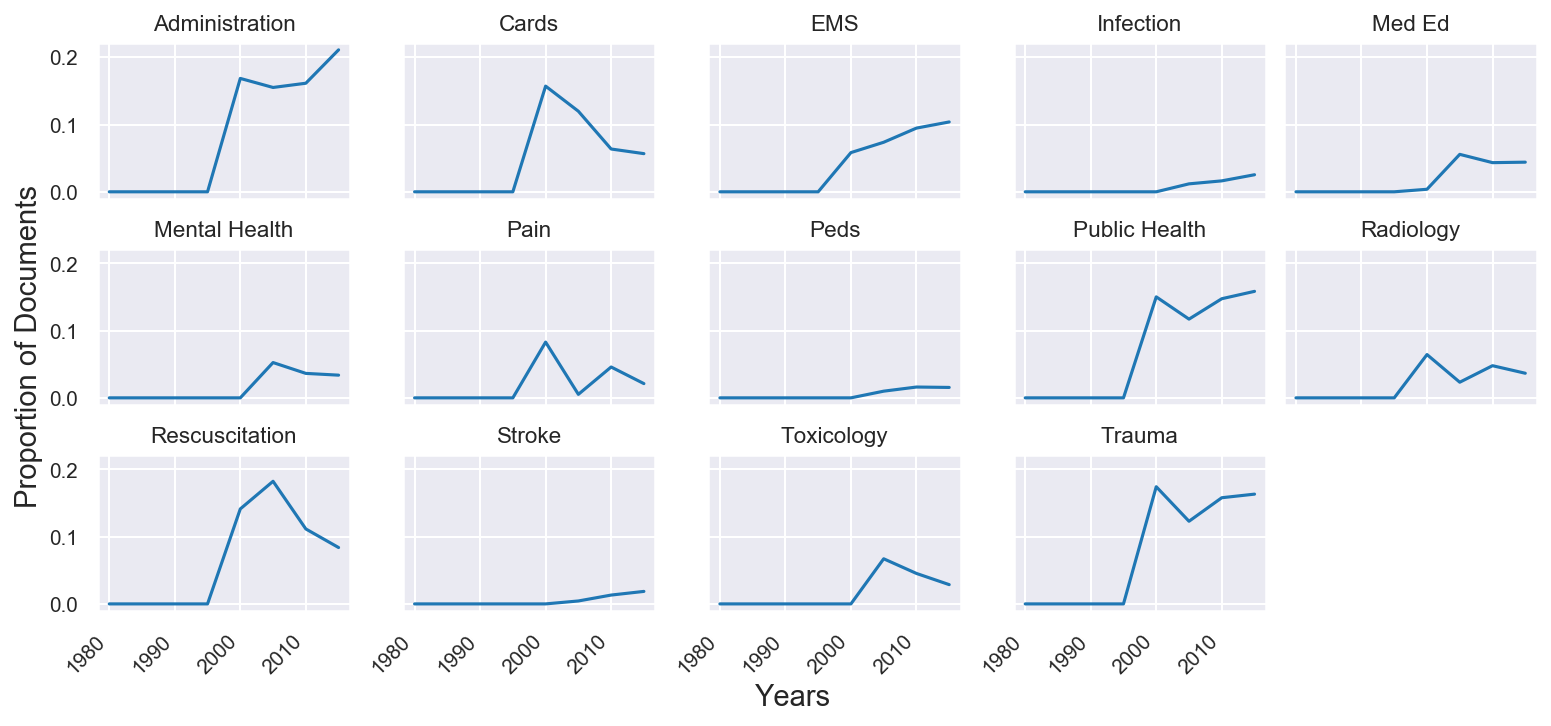 Administration Cards EMS Infection Med Ed
0.2
0.1
0.0
Mental Health Pain Peds Public Health Radiology
0.2
0.1
0.0
Proportion of Documents
Rescuscitation Stroke Toxicology Trauma
0.2
0.1
0.0
1980 1990 2000 2010 1980 1990 2000 2010 1980 1990 2000 2010 1980 1990 2000 2010
Years